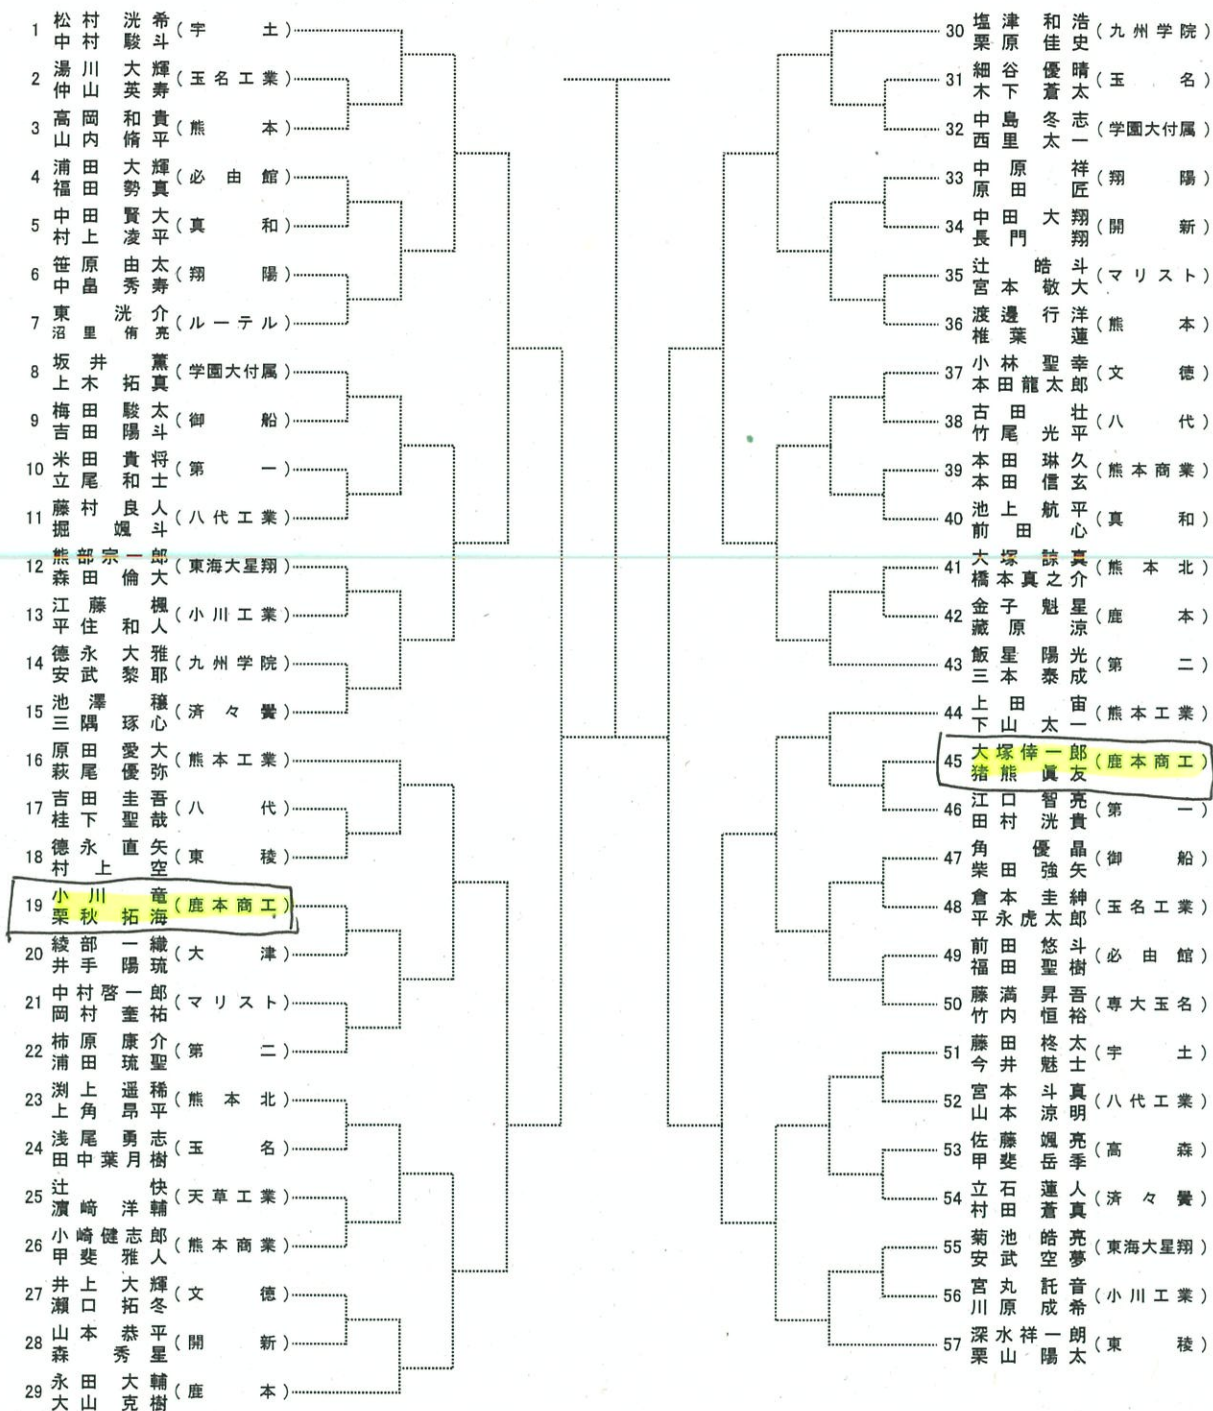 1 松村洸希 中村駿斗 (宇土)
2 湯川大輝 仲山英寿 (玉名工業)
3 高岡和貴 山内脩平 (熊本)
4 浦田大輝 福田勢真 (必由館)
5 中田賢大 村上凌平 (真和)
6 笹原由太 中畠秀寿 (翔陽)
7 東洸介 沼里侑亮 (ルーテル)
8 坂井薫 上木拓真 (学園大付属)
9 梅田駿太 吉田陽斗 (御船)
10 米田貴将 立尾和士 (第一)
11 藤村良人 掘颯斗 (八代工業)
12 熊部宗一郎 森田倫大 (東海大星翔)
13 江藤楓 平住和人 (小川工業)
14 德永大雅 安武黎耶 (九州学院)
15 池澤穣 三隅琢心 (済々黌)
16 原田愛大 萩尾優弥 (熊本工業)
17 吉田圭吾 桂下聖哉 (八代)
18 德永直矢 村上空 (東稜)
19 小川竜 栗秋拓海 (鹿本商工)
20 綾部一織 井手陽琉 (大津)
21 中村啓一郎 岡村奎祐 (マリスト)
22 柿原康介 浦田琉聖 (第二)
23 渕上遥稀 上角昂平 (熊本北)
24 浅尾勇志 田中葉月樹 (玉名)
25 辻快 濵﨑洋輔 (天草工業)
26 小崎健志郎 甲斐雅人 (熊本商業)
27 井上大輝 瀬口拓冬 (文徳)
28 山本恭平 森秀星 (開新)
29 永田大輔 大山克樹 (鹿本)
30 塩津和浩 栗原佳史 (九州学院)
31 細谷優晴 木下蒼太 (玉名)
32 中島冬志 西里太一 (学園大付属)
33 中原祥 原田匠 (翔陽)
34 中田大翔 長門翔 (開新)
35 辻皓斗 宮本敬大 (マリスト)
36 渡邊行洋 椎葉蓮 (熊本)
37 小林聖幸 本田龍太郎 (文徳)
38 古田壮 竹尾光平 (八代)
39 本田琳久 本田信玄 (熊本商業)
40 池上航平 前田心 (真和)
41 大塚諒真 橋本真之介 (熊本北)
42 金子魁星 藏原涼 (鹿本)
43 飯星陽光 三本泰成 (第二)
44 上田宙 下山太一 (熊本工業)
45 大塚倖一郎 猪熊眞友 (鹿本商工)
46 江口智亮 田村洸貴 (第一)
47 角優晶 柴田強矢 (御船)
48 倉本圭紳 平永虎太郎 (玉名工業)
49 前田悠斗 福田聖樹 (必由館)
50 藤満昇吾 竹内恒裕 (専大玉名)
51 藤田柊太 今井魅士 (宇土)
52 宮本斗真 山本涼明 (八代工業)
53 佐藤颯亮 甲斐岳季 (高森)
54 立石蓮人 村田蒼真 (済々黌)
55 菊池皓亮 安武空夢 (東海大星翔)
56 宮丸託音 川原成希 (小川工業)
57 深水祥一朗 栗山陽太 (東稜)